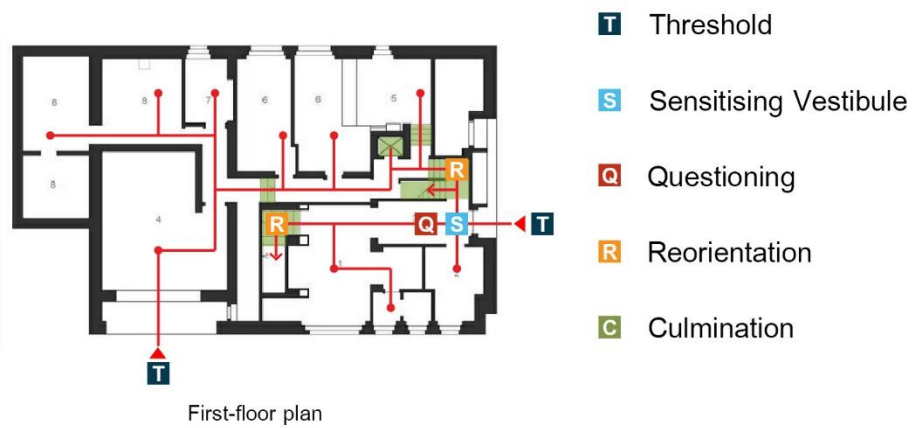 T Threshold
S Sensitising Vestibule
Q Questioning
R Reorientation
C Culmination
8
8
7
6
6
5
R
8
4
R
Q
S
T
1
T
First-floor plan